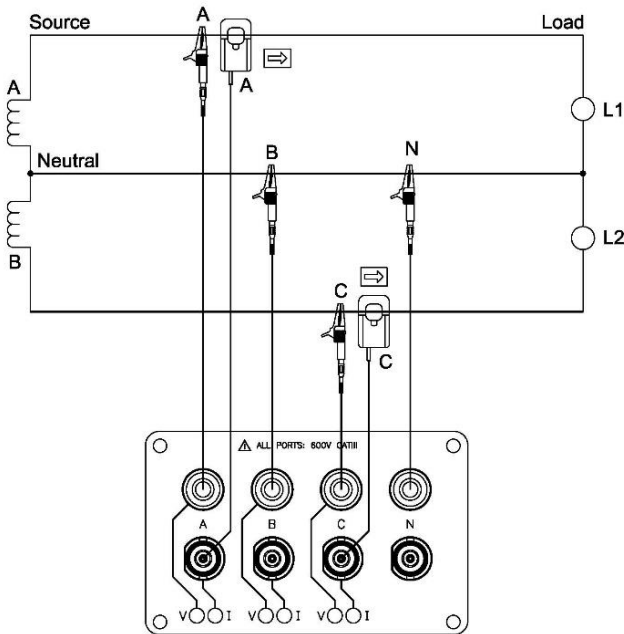 Source
A
Load
A
A
L1
Neutral
B
N
L2
B
C
C
⚠ ALL PORTS: 600V CATIII
A B C N
V I V I V I